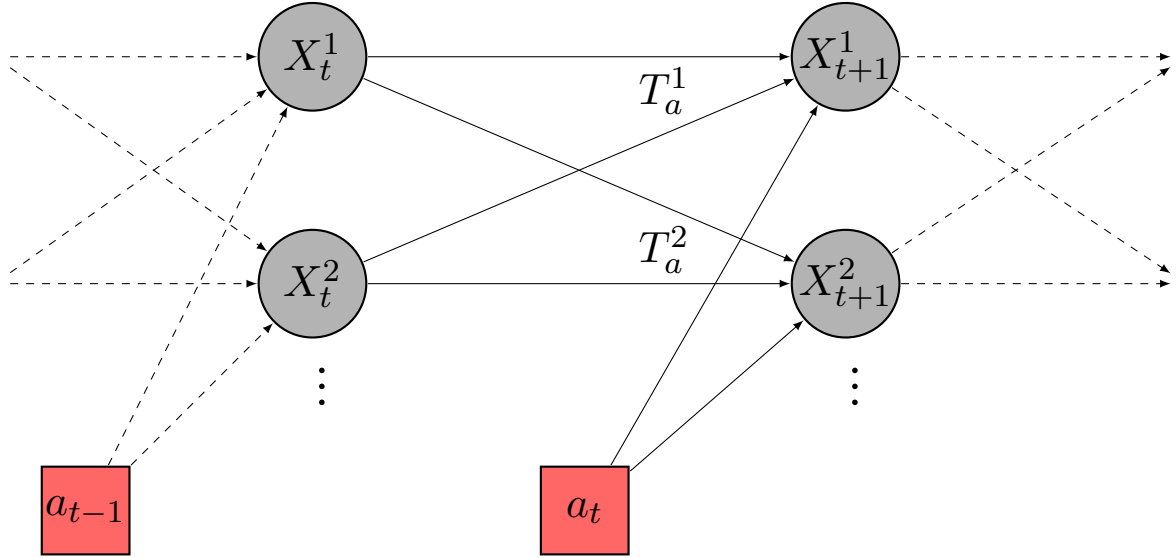 X_t^1
X_{t+1}^1
T_a^1
T_a^2
X_t^2
X_{t+1}^2
⋮
⋮
a_{t-1}
a_t